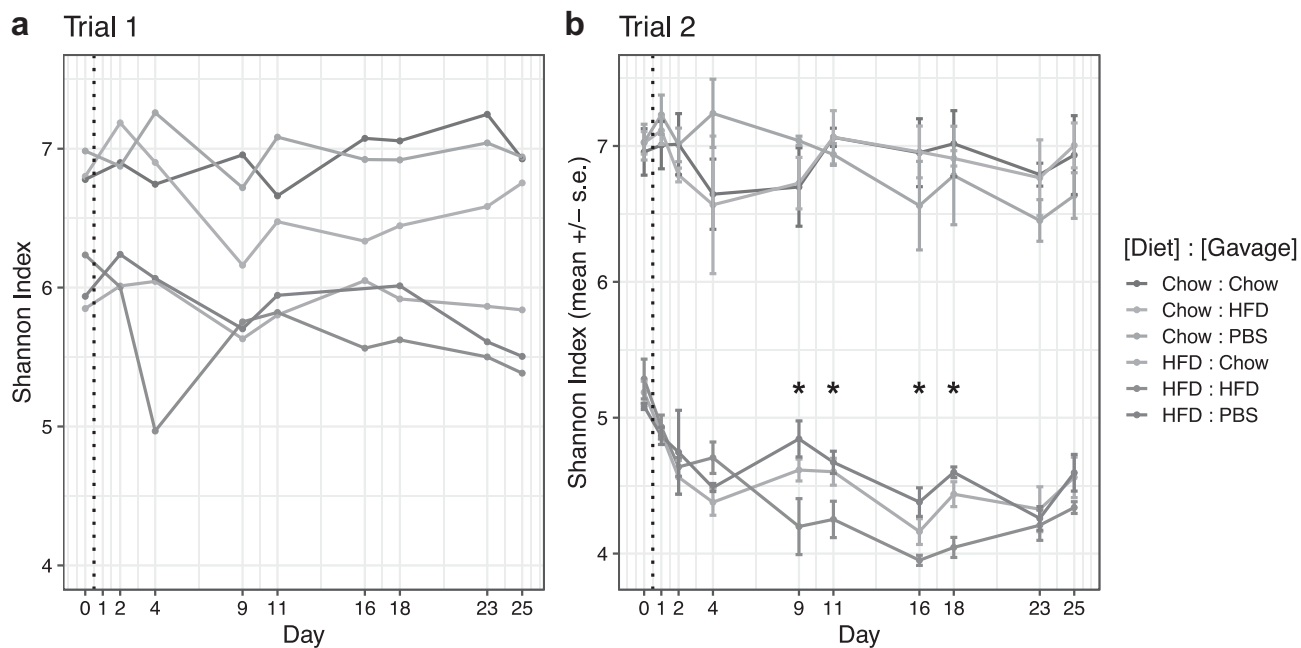 a Trial 1
b Trial 2
Shannon Index
7
6
5
4
0 1 2 4 9 11 16 18 23 25
Day
Shannon Index (mean +/− s.e.)
7
6
5
4
* * * *
0 1 2 4 9 11 16 18 23 25
Day
[Diet] : [Gavage]
Chow : Chow
Chow : HFD
Chow : PBS
HFD : Chow
HFD : HFD
HFD : PBS